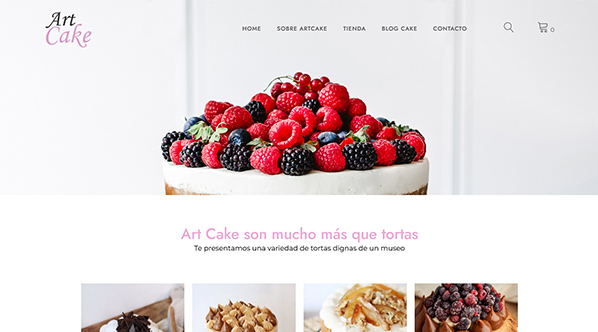 Art
Cake
HOME SOBRE ARTCAKE TIENDA BLOG CAKE CONTACTO 0
Art Cake son mucho más que tortas
Te presentamos una variedad de tortas dignas de un museo